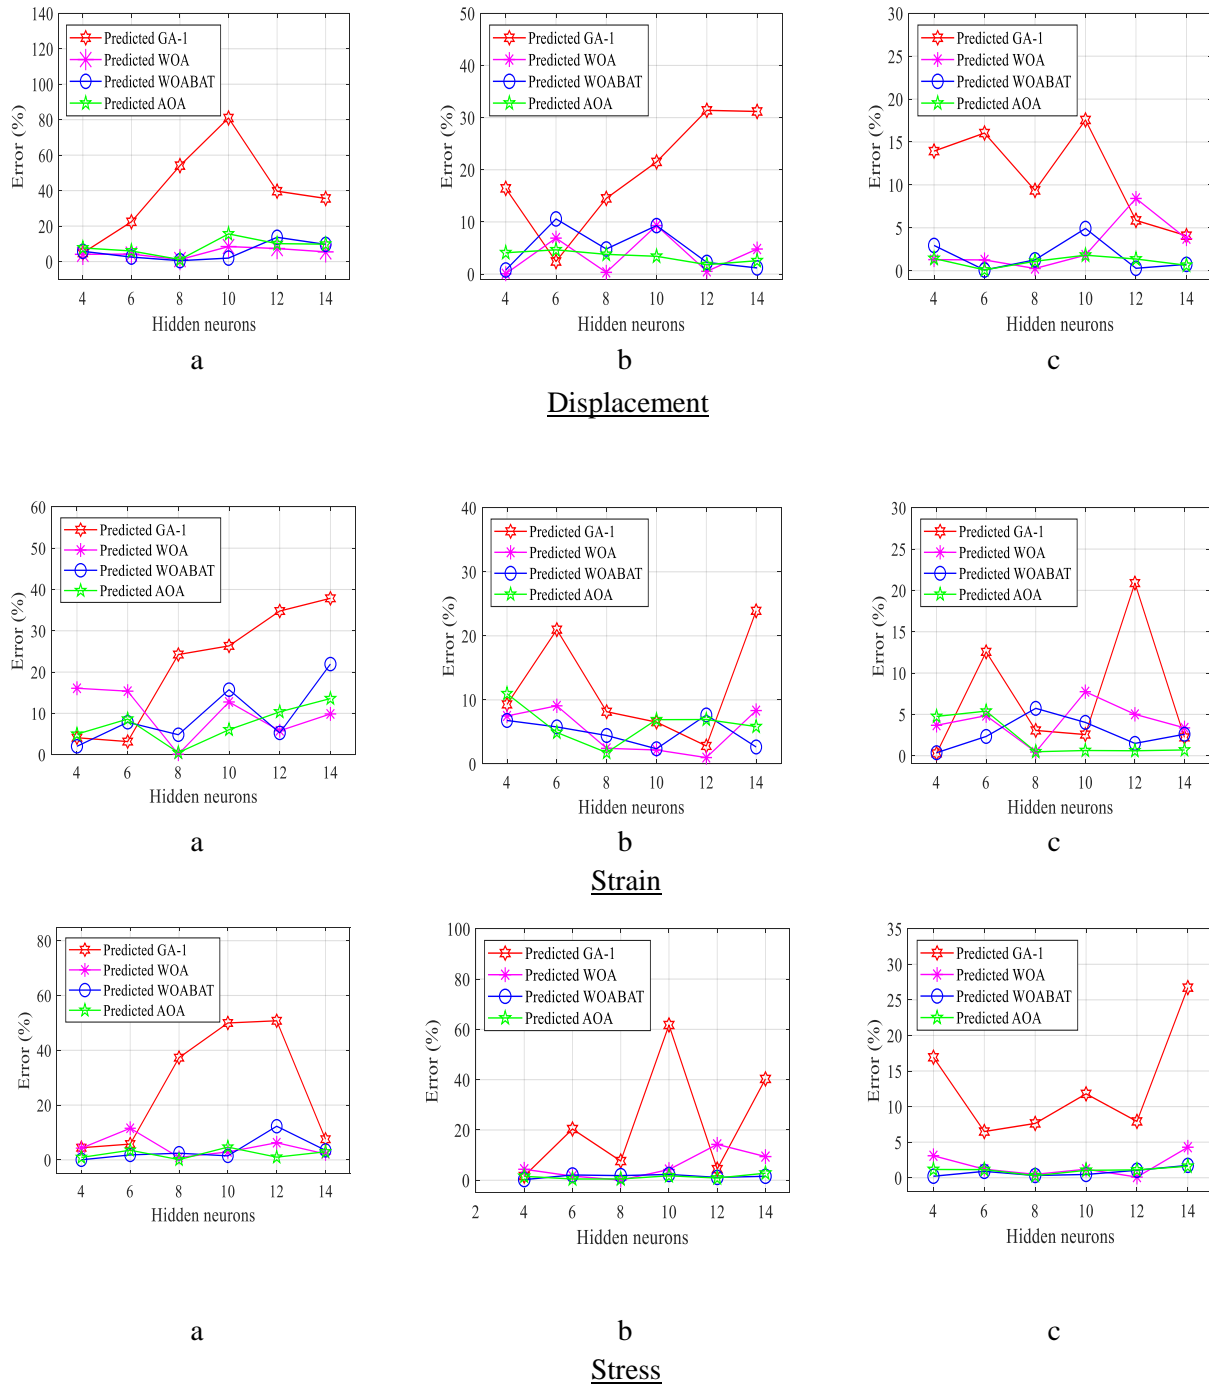 140
120
100
80
60
40
20
0
Error (%)
Predicted GA-1
Predicted WOA
Predicted WOABAT
Predicted AOA
4 6 8 10 12 14
Hidden neurons
a
50
40
30
20
10
0
Error (%)
Predicted GA-1
Predicted WOA
Predicted WOABAT
Predicted AOA
4 6 8 10 12 14
Hidden neurons
b
30
25
20
15
10
5
0
Error (%)
Predicted GA-1
Predicted WOA
Predicted WOABAT
Predicted AOA
4 6 8 10 12 14
Hidden neurons
c
Displacement
60
50
40
30
20
10
0
Error (%)
Predicted GA-1
Predicted WOA
Predicted WOABAT
Predicted AOA
4 6 8 10 12 14
Hidden neurons
a
40
30
20
10
0
Error (%)
Predicted GA-1
Predicted WOA
Predicted WOABAT
Predicted AOA
4 6 8 10 12 14
Hidden neurons
b
30
25
20
15
10
5
0
Error (%)
Predicted GA-1
Predicted WOA
Predicted WOABAT
Predicted AOA
4 6 8 10 12 14
Hidden neurons
c
Strain
80
60
40
20
0
Error (%)
Predicted GA-1
Predicted WOA
Predicted WOABAT
Predicted AOA
4 6 8 10 12 14
Hidden neurons
a
100
80
60
40
20
0
Error (%)
Predicted GA-1
Predicted WOA
Predicted WOABAT
Predicted AOA
2 4 6 8 10 12 14
Hidden neurons
b
35
30
25
20
15
10
5
0
Error (%)
Predicted GA-1
Predicted WOA
Predicted WOABAT
Predicted AOA
4 6 8 10 12 14
Hidden neurons
c
Stress